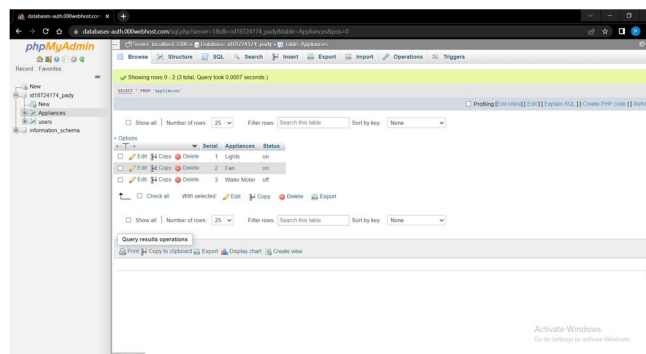 databases-auth.000webhost.com
databases-auth.000webhost.com/sql.php?server=1&db=id18724174_pady&table=Appliances&pos=0
phpMyAdmin
Server: localhost:3306 » Database: id18724174_pady » Table: Appliances
Browse Structure SQL Search Insert Export Import Operations Triggers
Recent Favorites
New
id18724174_pady
New
Appliances
users
information_schema
Showing rows 0 - 2 (3 total, Query took 0.0007 seconds.)
SELECT * FROM `Appliances`
Profiling [Edit inline] [ Edit ] [ Explain SQL ] [ Create PHP code ] [ Refre
Show all | Number of rows: 25 Filter rows: Search this table Sort by key: None
+ Options
Serial Appliances Status
Edit Copy Delete 1 Lights on
Edit Copy Delete 2 Fan on
Edit Copy Delete 3 Water Motor off
Check all With selected: Edit Copy Delete Export
Show all | Number of rows: 25 Filter rows: Search this table Sort by key: None
Query results operations
Print Copy to clipboard Export Display chart Create view
Activate Windows
Go to Settings to activate Windows.